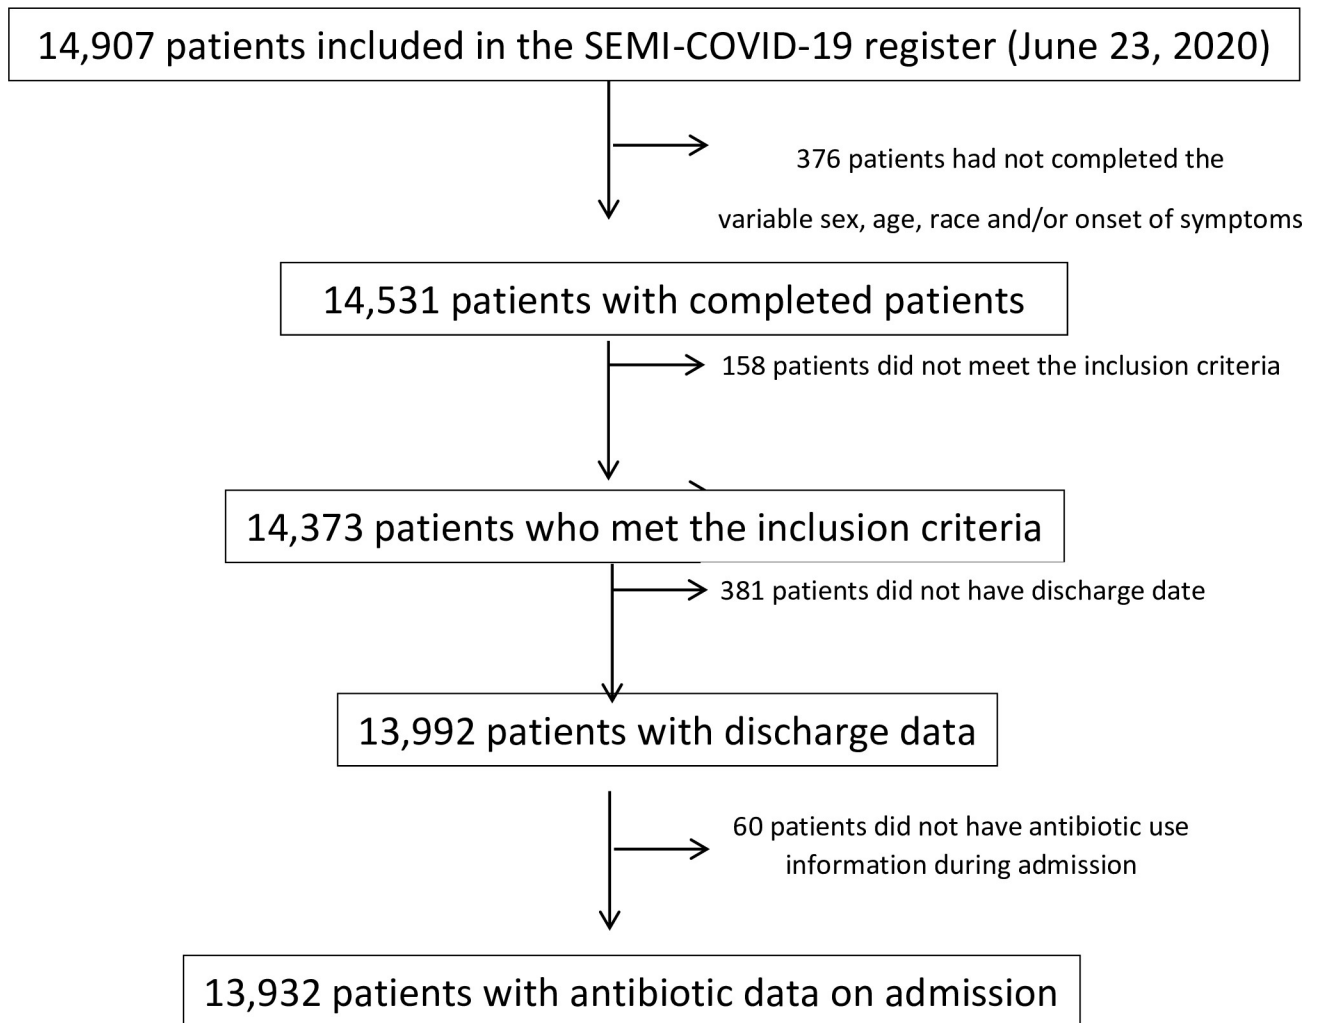 14,907 patients included in the SEMI-COVID-19 register (June 23, 2020)
376 patients had not completed the
variable sex, age, race and/or onset of symptoms
14,531 patients with completed patients
158 patients did not meet the inclusion criteria
14,373 patients who met the inclusion criteria
381 patients did not have discharge date
13,992 patients with discharge data
60 patients did not have antibiotic use
information during admission
13,932 patients with antibiotic data on admission